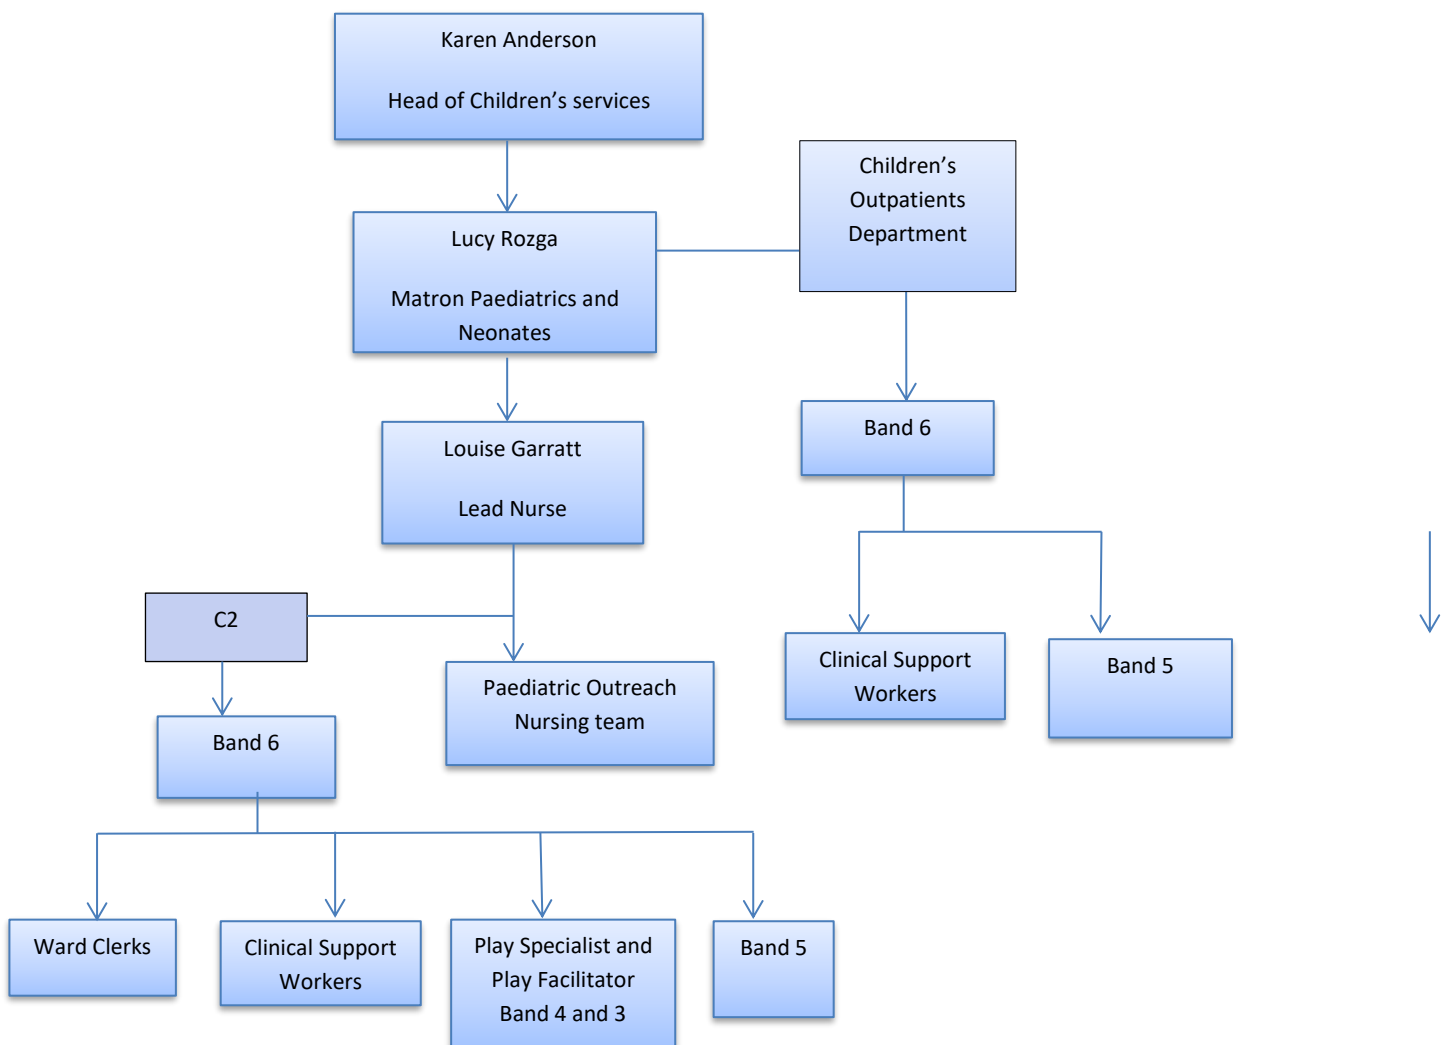 Karen Anderson
Head of Children’s services
Children’s
Outpatients
Department
Lucy Rozga
Matron Paediatrics and
Neonates
Band 6
Louise Garratt
Lead Nurse
C2
Clinical Support
Workers
Band 5
Paediatric Outreach
Nursing team
Band 6
Ward Clerks
Clinical Support
Workers
Play Specialist and
Play Facilitator
Band 4 and 3
Band 5